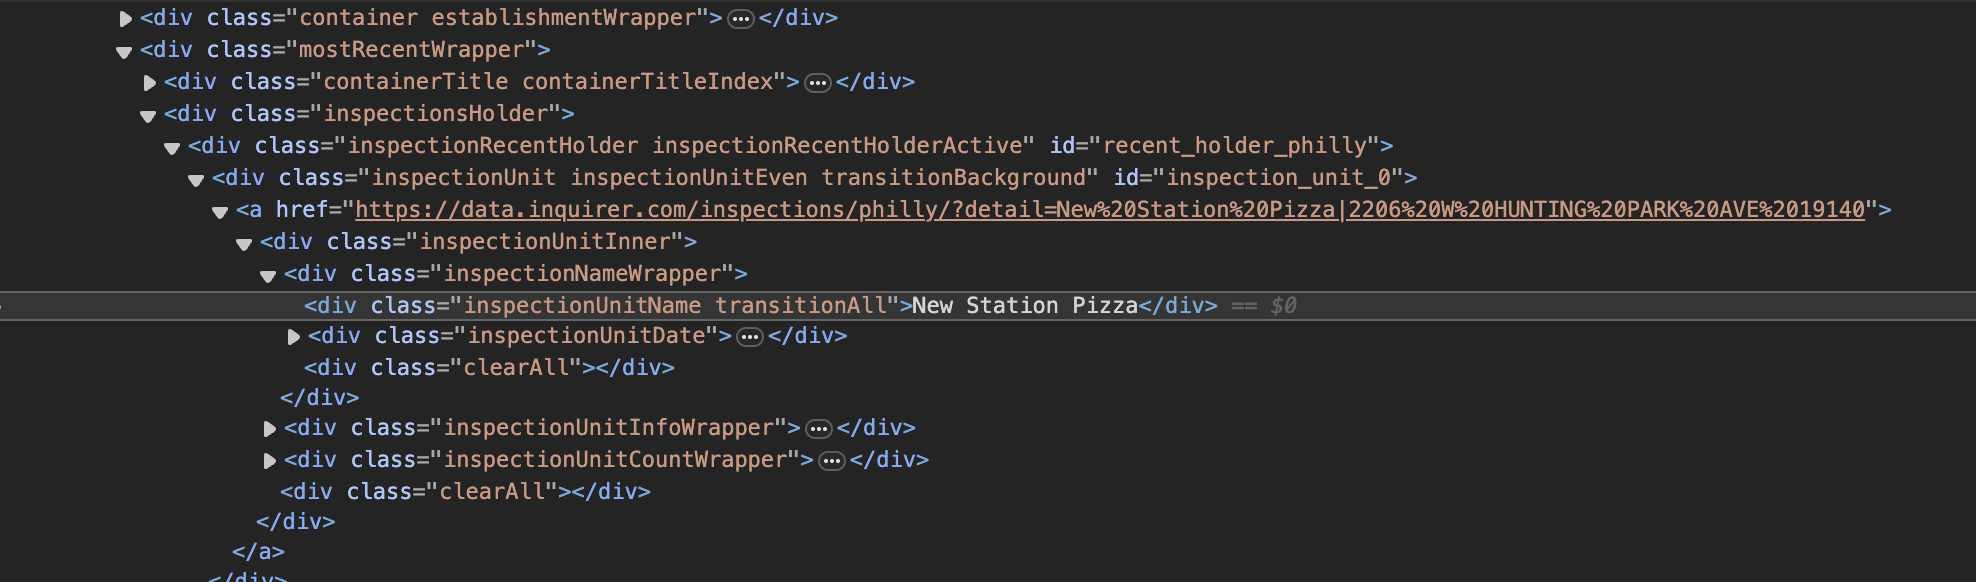 <div class="container establishmentWrapper">…</div>
<div class="mostRecentWrapper">
<div class="containerTitle containerTitleIndex">…</div>
<div class="inspectionsHolder">
<div class="inspectionRecentHolder inspectionRecentHolderActive" id="recent_holder_philly">
<div class="inspectionUnit inspectionUnitEven transitionBackground" id="inspection_unit_0">
<a href="https://data.inquirer.com/inspections/philly/?detail=New%20Station%20Pizza|2206%20W%20HUNTING%20PARK%20AVE%2019140">
<div class="inspectionUnitInner">
<div class="inspectionNameWrapper">
<div class="inspectionUnitName transitionAll">New Station Pizza</div> == $0
<div class="inspectionUnitDate">…</div>
<div class="clearAll"></div>
</div>
<div class="inspectionUnitInfoWrapper">…</div>
<div class="inspectionUnitCountWrapper">…</div>
<div class="clearAll"></div>
</div>
</a>
</div>